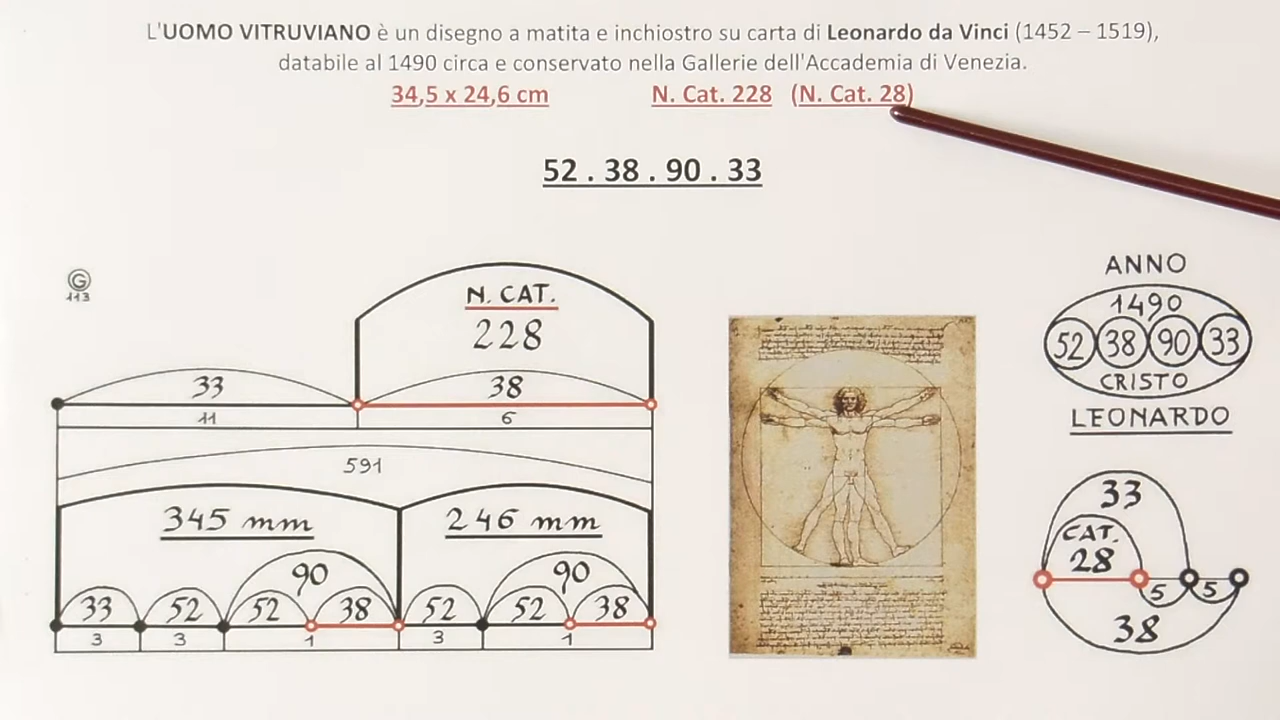 L'UOMO VITRUVIANO è un disegno a matita e inchiostro su carta di Leonardo da Vinci (1452 – 1519),
databile al 1490 circa e conservato nella Gallerie dell'Accademia di Venezia.
34,5 x 24,6 cm N. Cat. 228 (N. Cat. 28)
52 . 38 . 90 . 33
G
113
N. CAT.
228
33 38
11 6
591
345 mm 246 mm
90 90
33 52 52 38 52 52 38
3 3 1 3 1
ANNO
1490
52 38 90 33
CRISTO
LEONARDO
33
CAT.
28
5 5
38